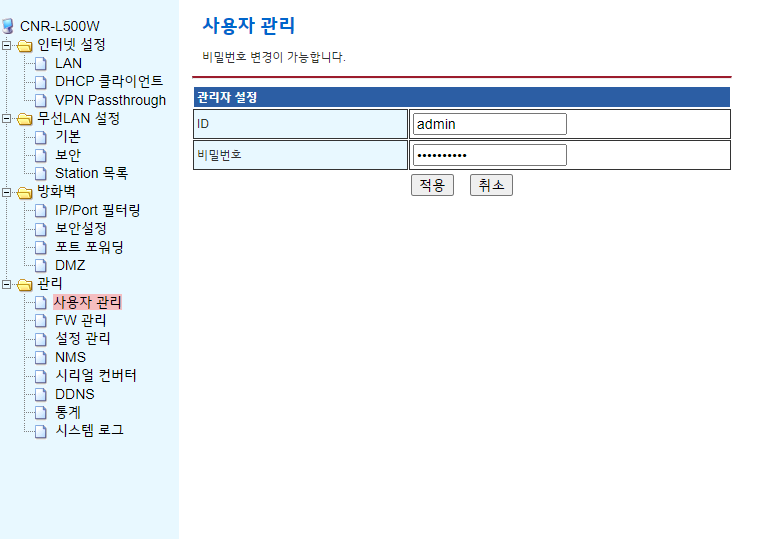 CNR-L500W
인터넷 설정
LAN
DHCP 클라이언트
VPN Passthrough
무선LAN 설정
기본
보안
Station 목록
방화벽
IP/Port 필터링
보안설정
포트 포워딩
DMZ
관리
사용자 관리
FW 관리
설정 관리
NMS
시리얼 컨버터
DDNS
통계
시스템 로그
사용자 관리
비밀번호 변경이 가능합니다.
관리자 설정
ID admin
비밀번호 ••••••••••
적용 취소